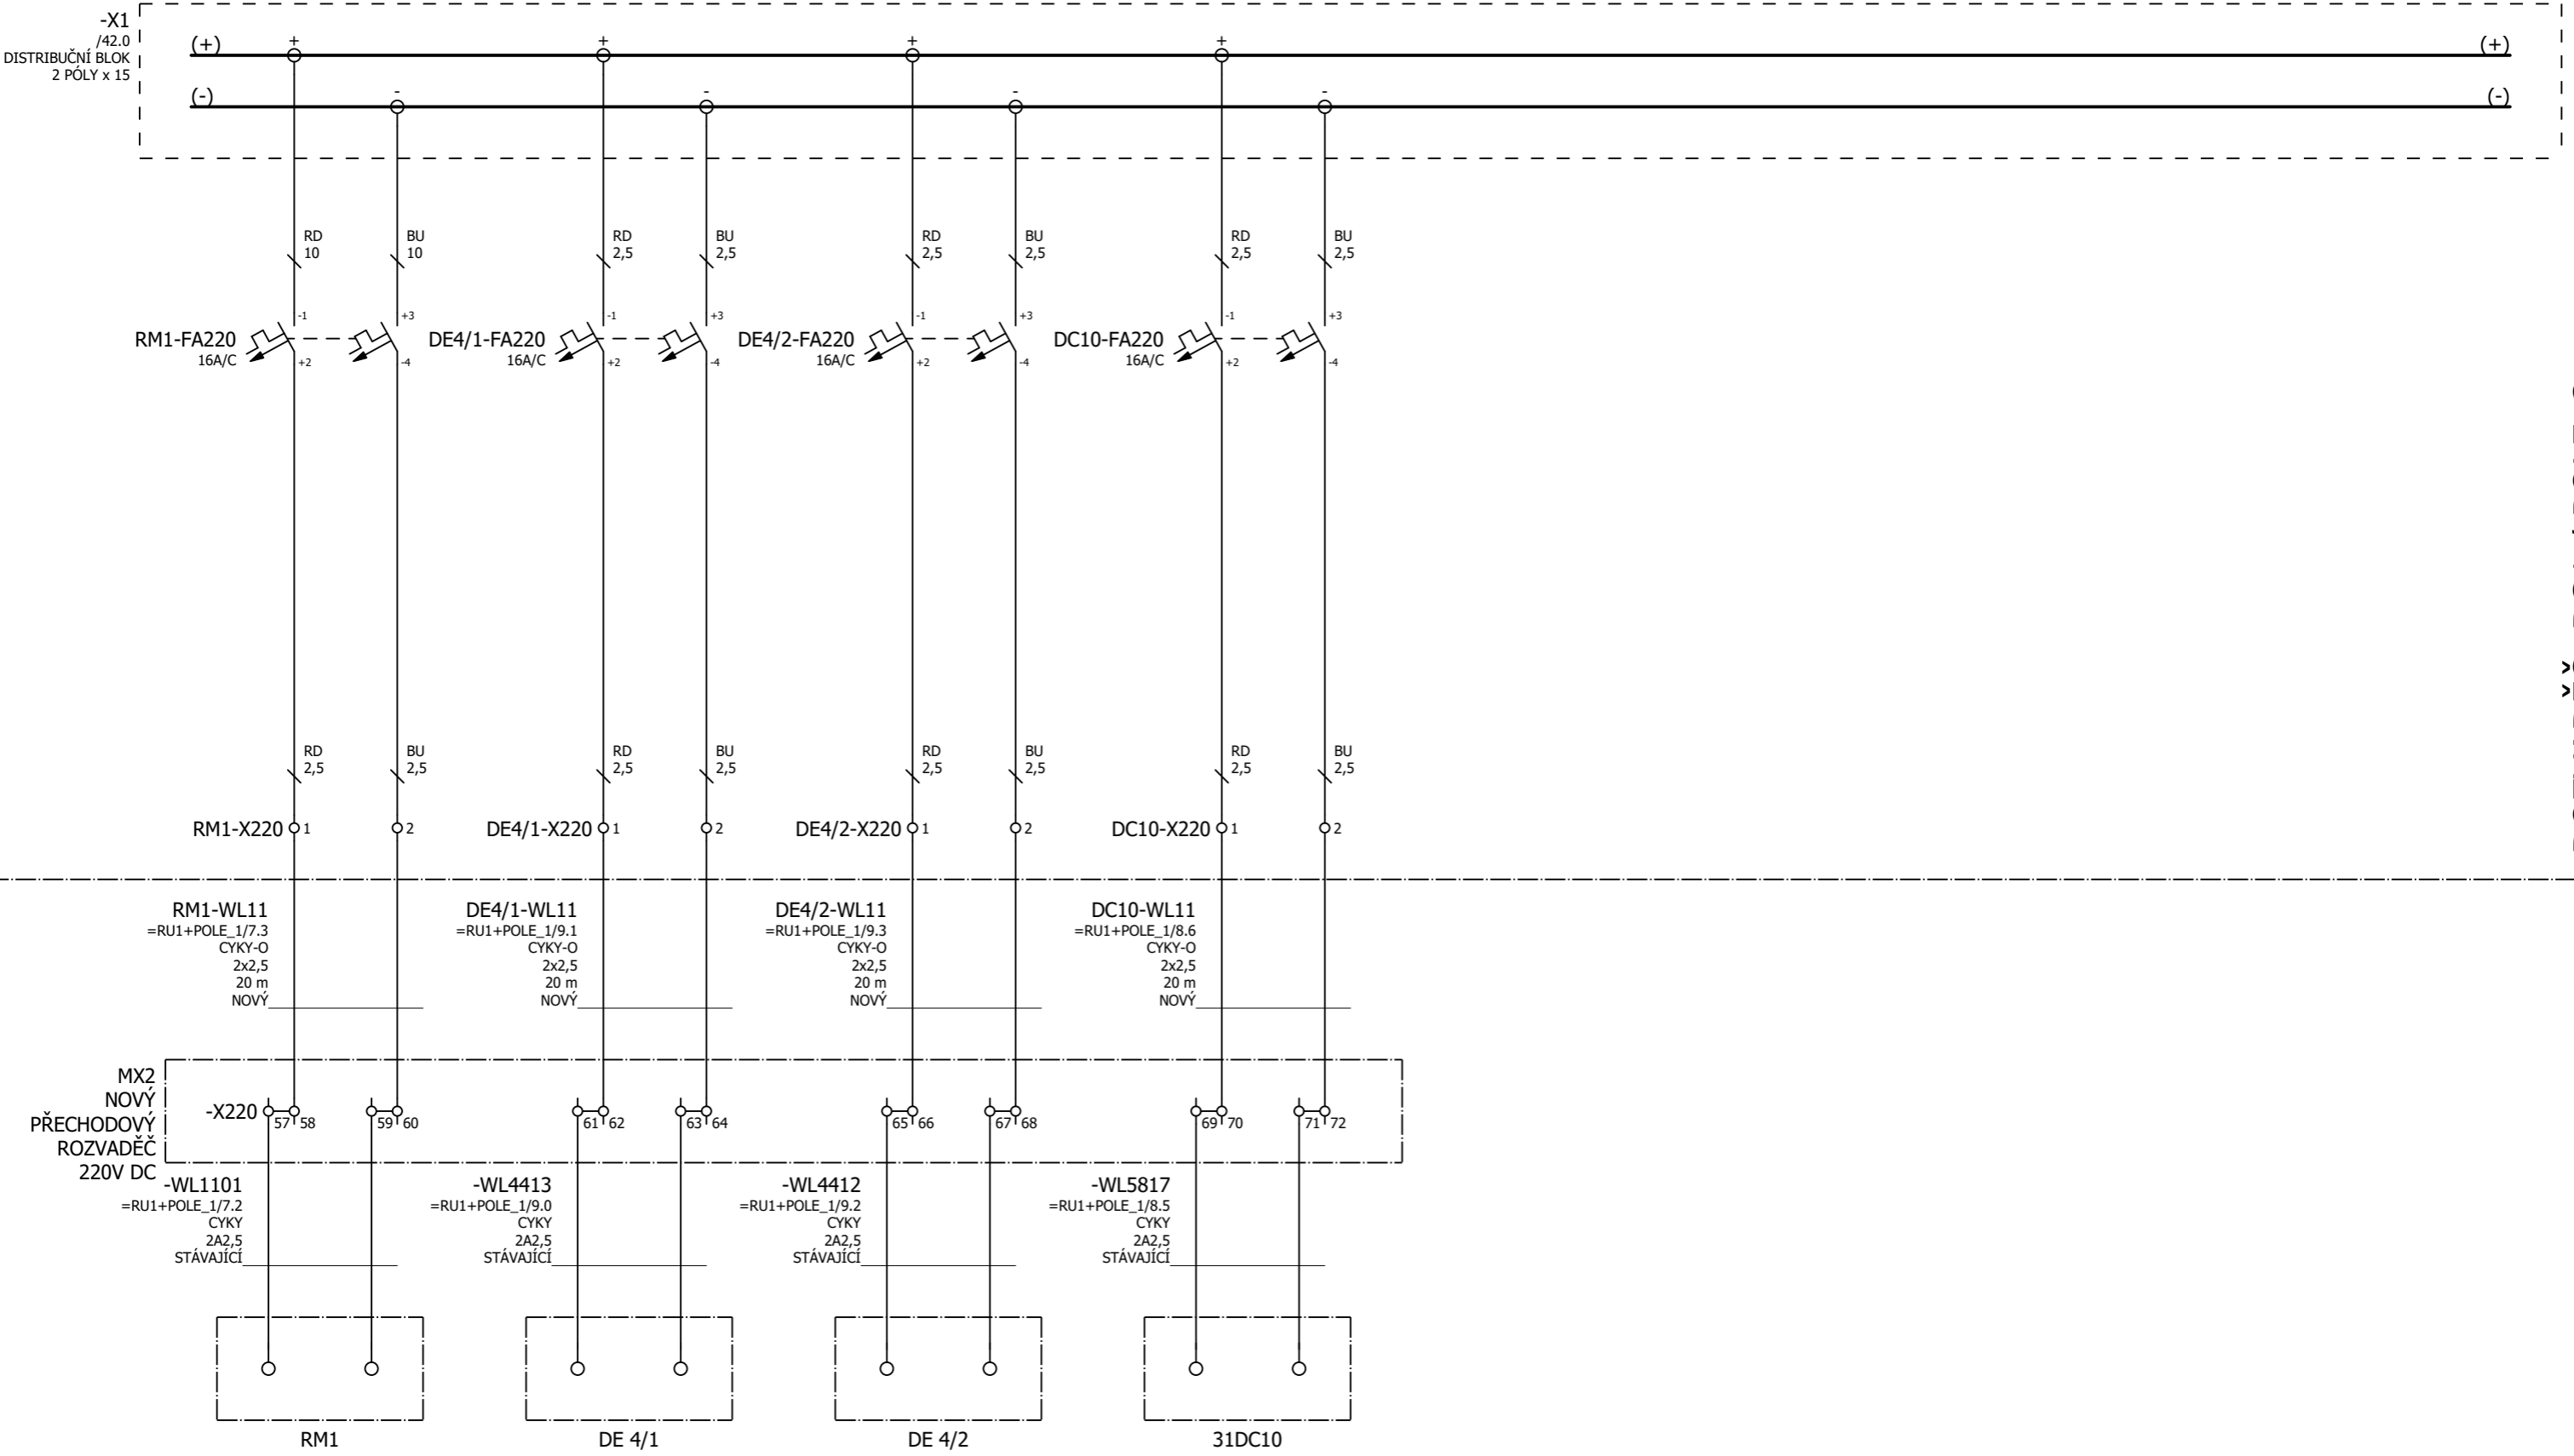 -X1
/42.0
DISTRIBUČNÍ BLOK
2 PÓLY x 15
(+) + + + + (+)
(-) - - - - (-)
RD BU RD BU RD BU RD BU
10 10 2,5 2,5 2,5 2,5 2,5 2,5
-1 +3 -1 +3 -1 +3 -1 +3
RM1-FA220 DE4/1-FA220 DE4/2-FA220 DC10-FA220
16A/C 16A/C 16A/C 16A/C
+2 -4 +2 -4 +2 -4 +2 -4
RD BU RD BU RD BU RD BU
2,5 2,5 2,5 2,5 2,5 2,5 2,5 2,5
RM1-X220 1 2 DE4/1-X220 1 2 DE4/2-X220 1 2 DC10-X220 1 2
RM1-WL11 DE4/1-WL11 DE4/2-WL11 DC10-WL11
=RU1+POLE_1/7.3 =RU1+POLE_1/9.1 =RU1+POLE_1/9.3 =RU1+POLE_1/8.6
CYKY-O CYKY-O CYKY-O CYKY-O
2x2,5 2x2,5 2x2,5 2x2,5
20 m 20 m 20 m 20 m
NOVÝ NOVÝ NOVÝ NOVÝ
MX2
NOVÝ
PŘECHODOVÝ
ROZVADĚČ
220V DC
-X220 57 58 59 60 61 62 63 64 65 66 67 68 69 70 71 72
-WL1101 -WL4413 -WL4412 -WL5817
=RU1+POLE_1/7.2 =RU1+POLE_1/9.0 =RU1+POLE_1/9.2 =RU1+POLE_1/8.5
CYKY CYKY CYKY CYKY
2A2,5 2A2,5 2A2,5 2A2,5
STÁVAJÍCÍ STÁVAJÍCÍ STÁVAJÍCÍ STÁVAJÍCÍ
RM1 DE 4/1 DE 4/2 31DC10